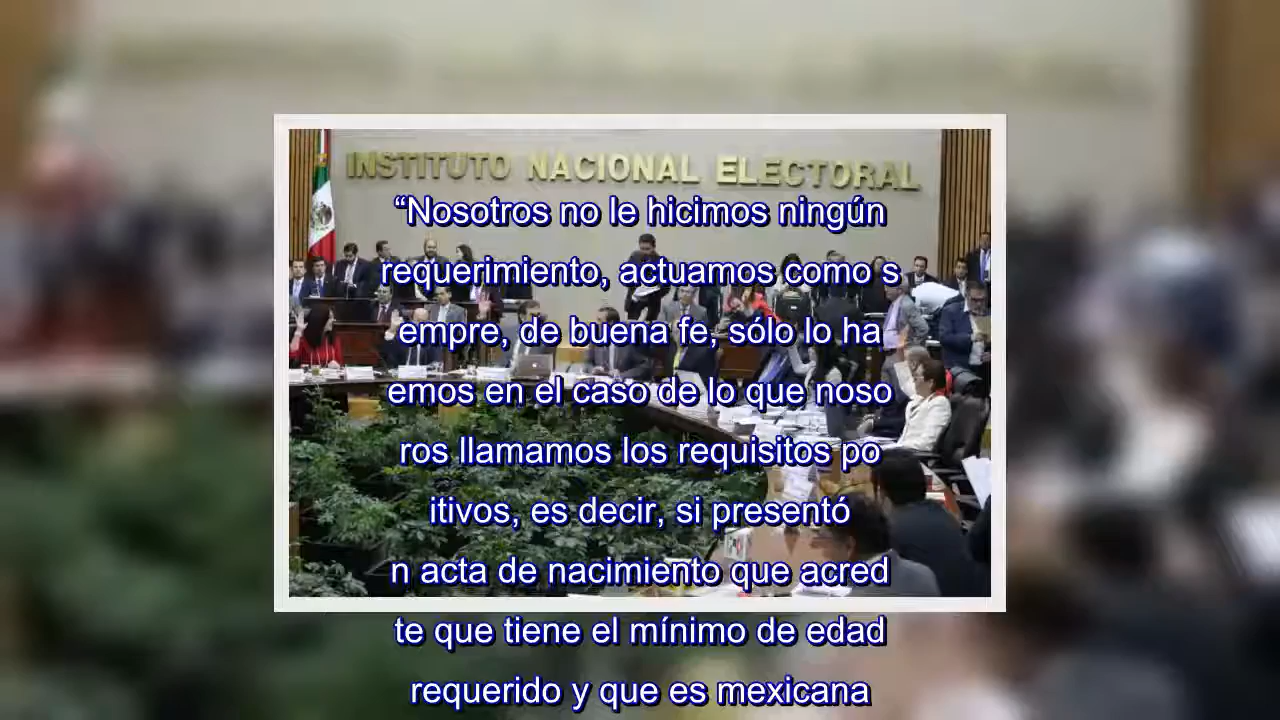 INSTITUTO NACIONAL ELECTORAL
“Nosotros no le hicimos ningún
requerimiento, actuamos como s
empre, de buena fe, sólo lo ha
emos en el caso de lo que noso
ros llamamos los requisitos po
itivos, es decir, si presentó
n acta de nacimiento que acred
te que tiene el mínimo de edad
requerido y que es mexicana